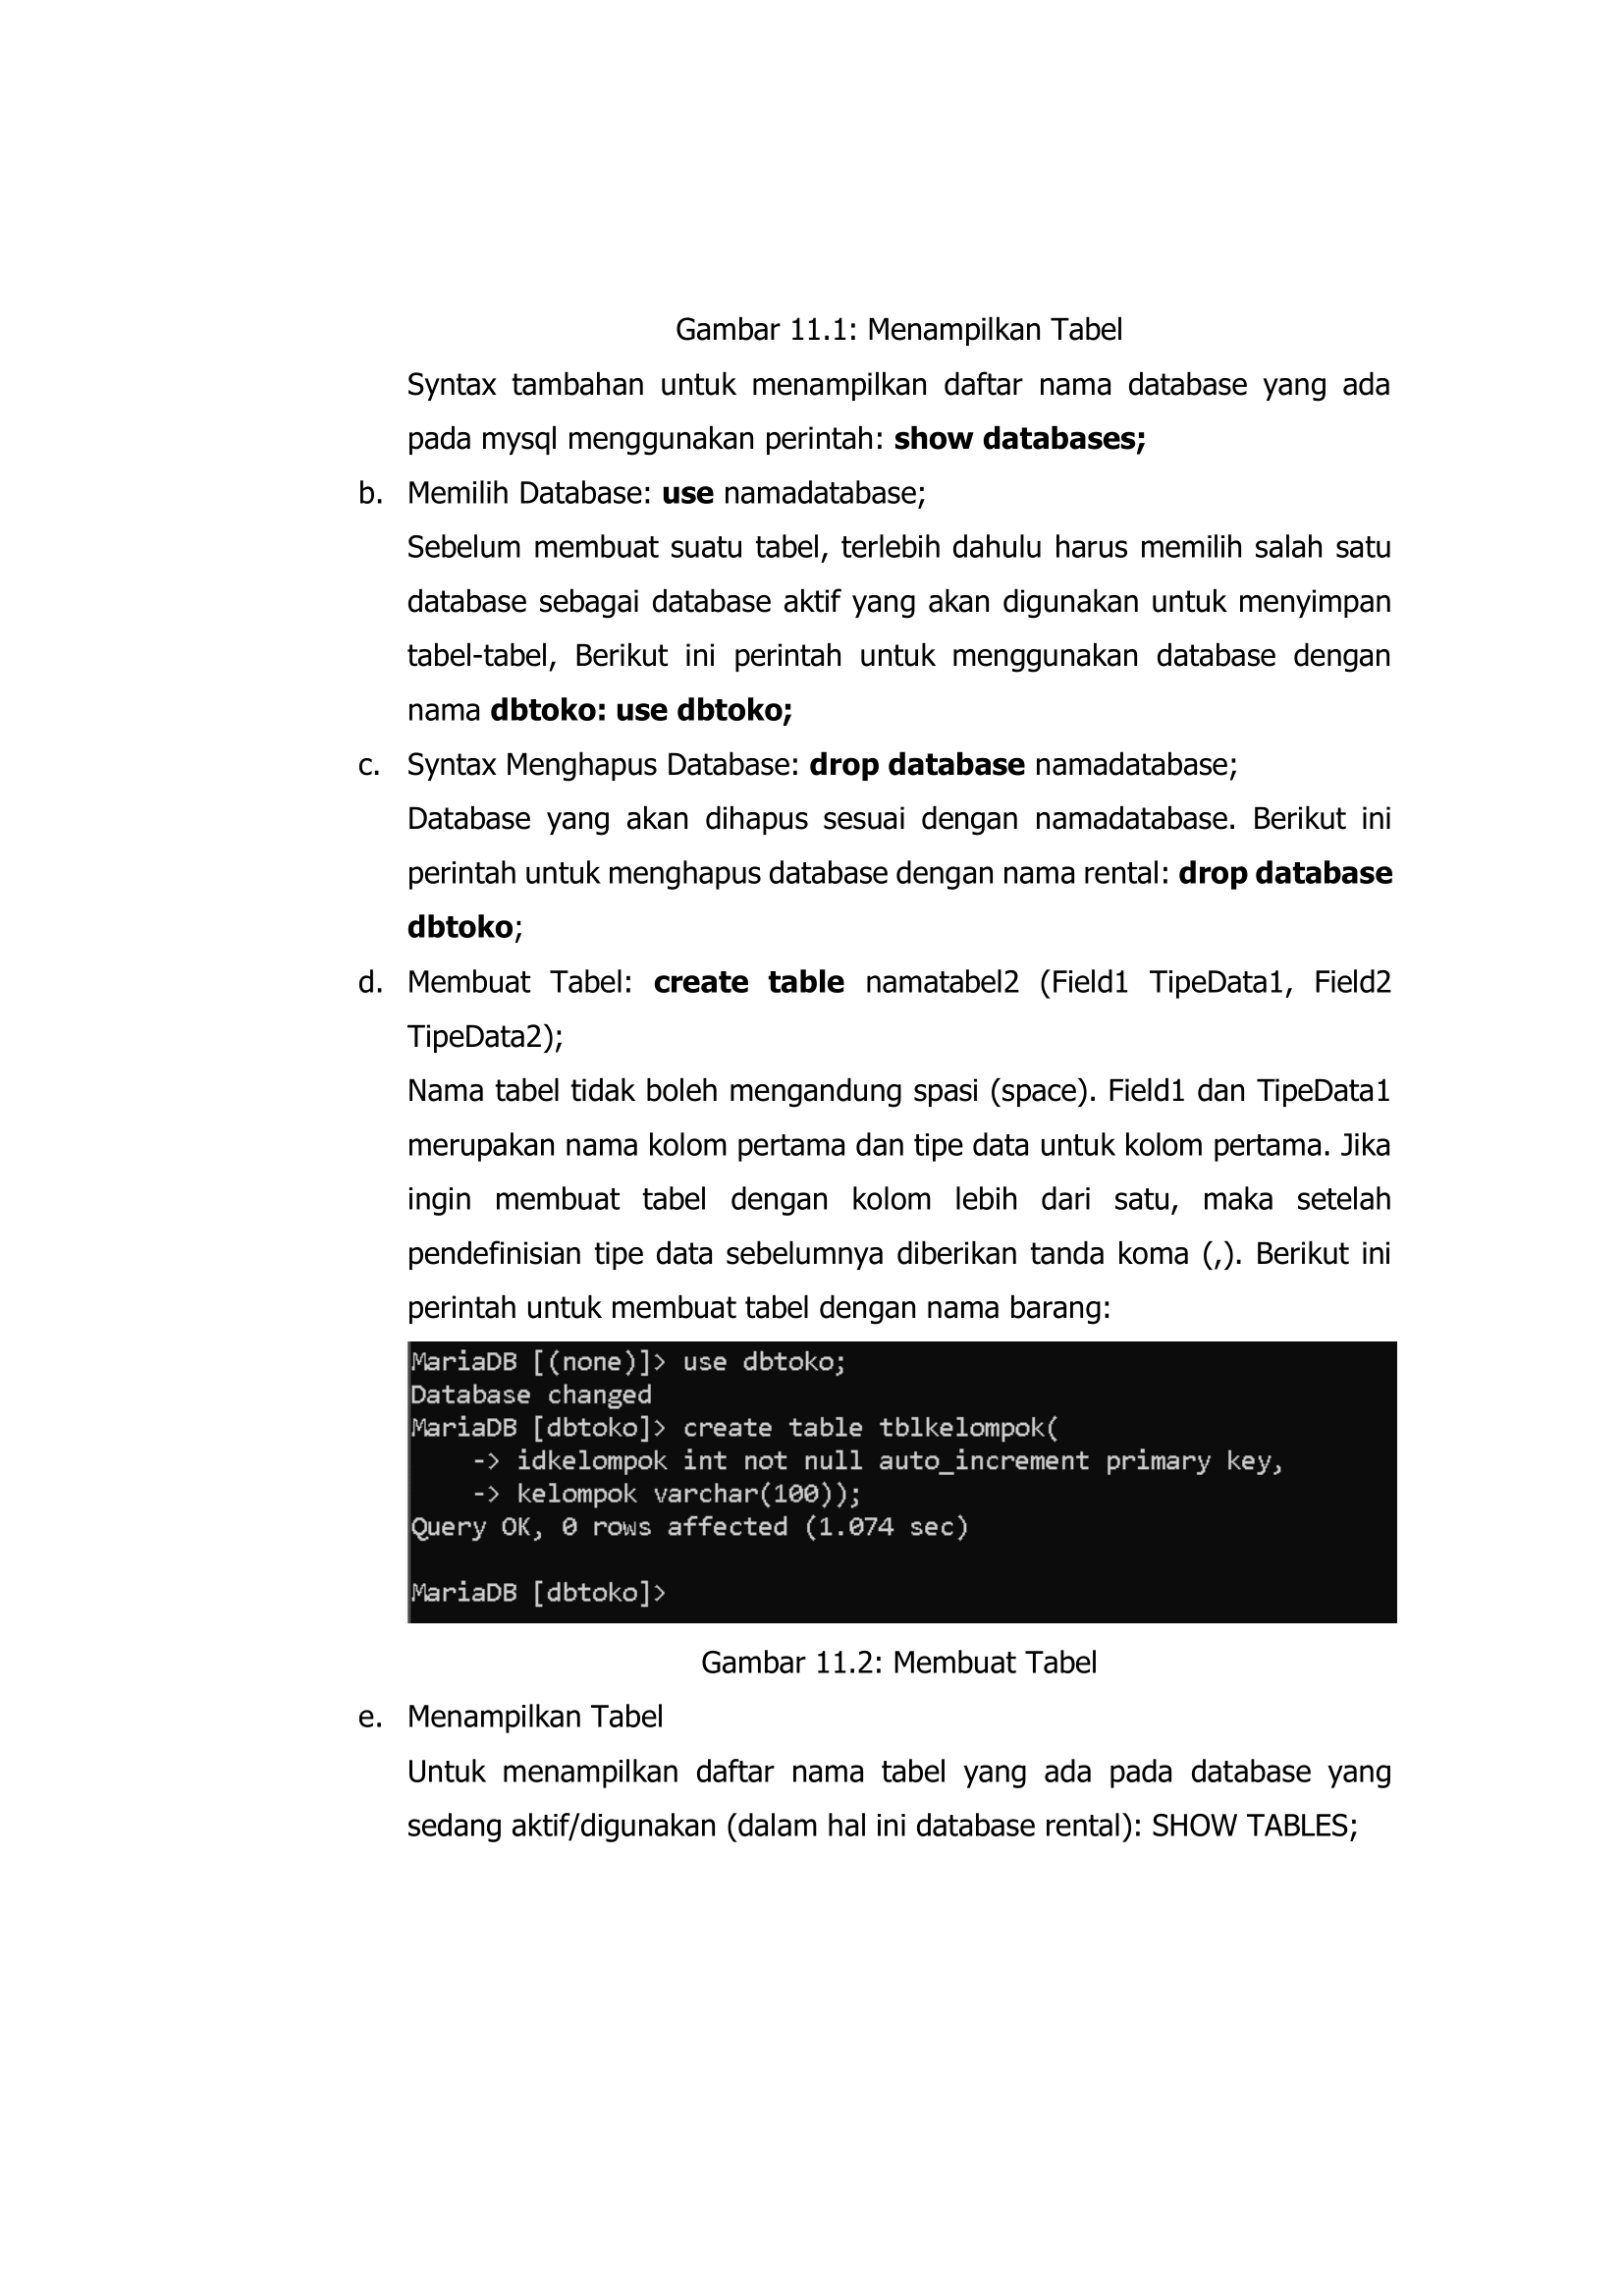 Gambar 11.1: Menampilkan Tabel
Syntax tambahan untuk menampilkan daftar nama database yang ada
pada mysql menggunakan perintah: show databases;
b. Memilih Database: use namadatabase;
Sebelum membuat suatu tabel, terlebih dahulu harus memilih salah satu
database sebagai database aktif yang akan digunakan untuk menyimpan
tabel-tabel, Berikut ini perintah untuk menggunakan database dengan
nama dbtoko: use dbtoko;
c. Syntax Menghapus Database: drop database namadatabase;
Database yang akan dihapus sesuai dengan namadatabase. Berikut ini
perintah untuk menghapus database dengan nama rental: drop database
dbtoko;
d. Membuat Tabel: create table namatabel2 (Field1 TipeData1, Field2
TipeData2);
Nama tabel tidak boleh mengandung spasi (space). Field1 dan TipeData1
merupakan nama kolom pertama dan tipe data untuk kolom pertama. Jika
ingin membuat tabel dengan kolom lebih dari satu, maka setelah
pendefinisian tipe data sebelumnya diberikan tanda koma (,). Berikut ini
perintah untuk membuat tabel dengan nama barang:
MariaDB [(none)]> use dbtoko;
Database changed
MariaDB [dbtoko]> create table tblkelompok(
-> idkelompok int not null auto_increment primary key,
-> kelompok varchar(100));
Query OK, 0 rows affected (1.074 sec)
MariaDB [dbtoko]>
Gambar 11.2: Membuat Tabel
e. Menampilkan Tabel
Untuk menampilkan daftar nama tabel yang ada pada database yang
sedang aktif/digunakan (dalam hal ini database rental): SHOW TABLES;